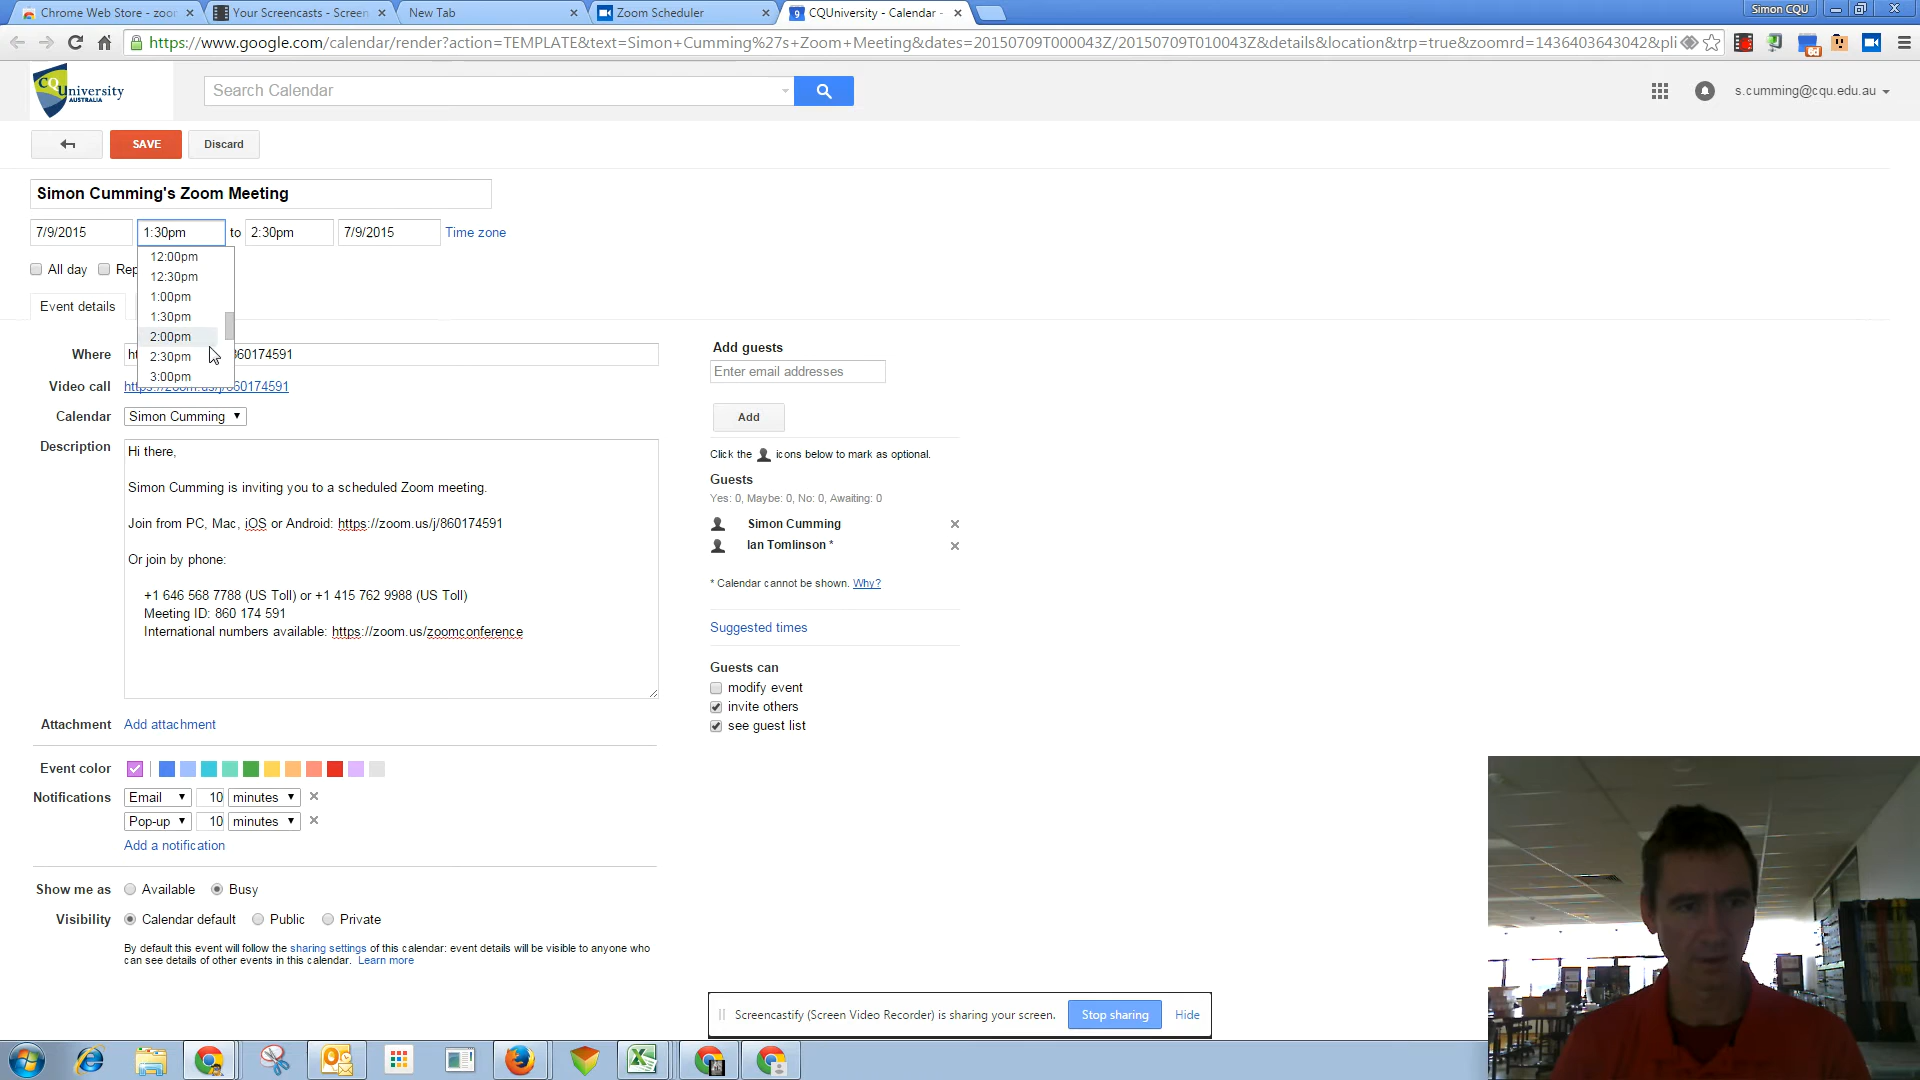 Chrome Web Store - zoo
Your Screencasts - Screen
New Tab
Zoom Scheduler
9 CQUniversity - Calendar -
Simon CQU
https://www.google.com/calendar/render?action=TEMPLATE&text=Simon+Cumming%27s+Zoom+Meeting&dates=20150709T000043Z/20150709T010043Z&details&location&trp=true&zoomrd=1436403643042&pli
6d
CQUniversity
AUSTRALIA
Search Calendar
s.cumming@cqu.edu.au
SAVE
Discard
Simon Cumming's Zoom Meeting
7/9/2015 1:30pm to 2:30pm 7/9/2015 Time zone
All day Rep
12:00pm
12:30pm
1:00pm
1:30pm
2:00pm
2:30pm
3:00pm
Event details
Where ht 860174591
Video call https://zoom.us/j/860174591
Calendar Simon Cumming
Description
Hi there,
Simon Cumming is inviting you to a scheduled Zoom meeting.
Join from PC, Mac, iOS or Android: https://zoom.us/j/860174591
Or join by phone:
+1 646 568 7788 (US Toll) or +1 415 762 9988 (US Toll)
Meeting ID: 860 174 591
International numbers available: https://zoom.us/zoomconference
Attachment Add attachment
Event color
Notifications Email 10 minutes
Pop-up 10 minutes
Add a notification
Show me as Available Busy
Visibility Calendar default Public Private
By default this event will follow the sharing settings of this calendar: event details will be visible to anyone who
can see details of other events in this calendar. Learn more
Add guests
Enter email addresses
Add
Click the icons below to mark as optional.
Guests
Yes: 0, Maybe: 0, No: 0, Awaiting: 0
Simon Cumming
Ian Tomlinson *
* Calendar cannot be shown. Why?
Suggested times
Guests can
modify event
invite others
see guest list
Screencastify (Screen Video Recorder) is sharing your screen.
Stop sharing
Hide